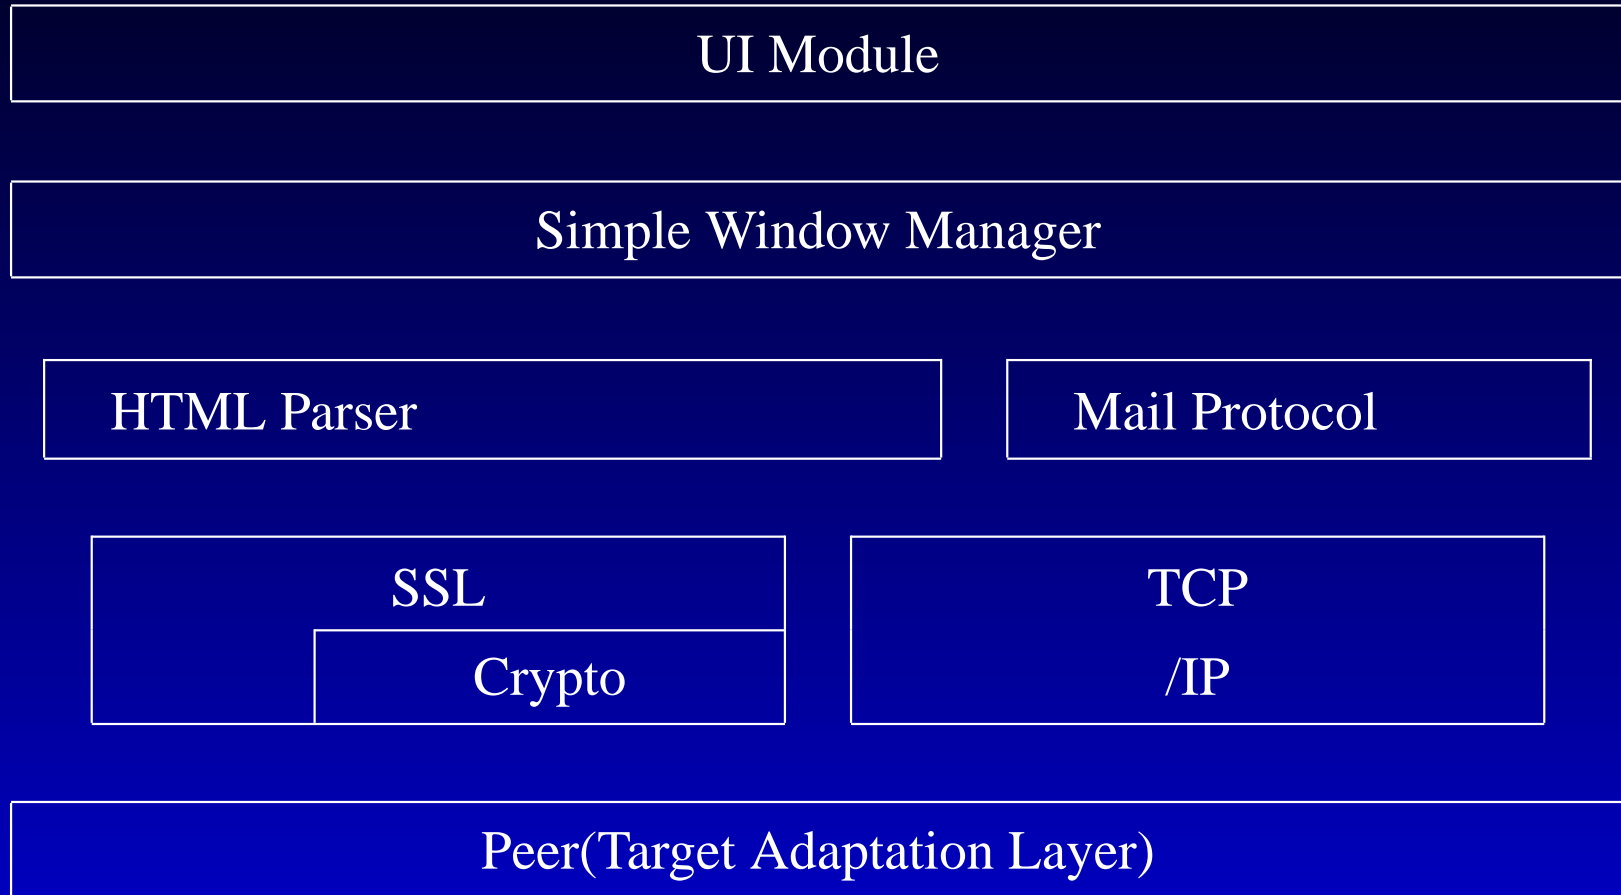 UI Module
Simple Window Manager
HTML Parser
Mail Protocol
SSL
Crypto
TCP
/IP
Peer(Target Adaptation Layer)